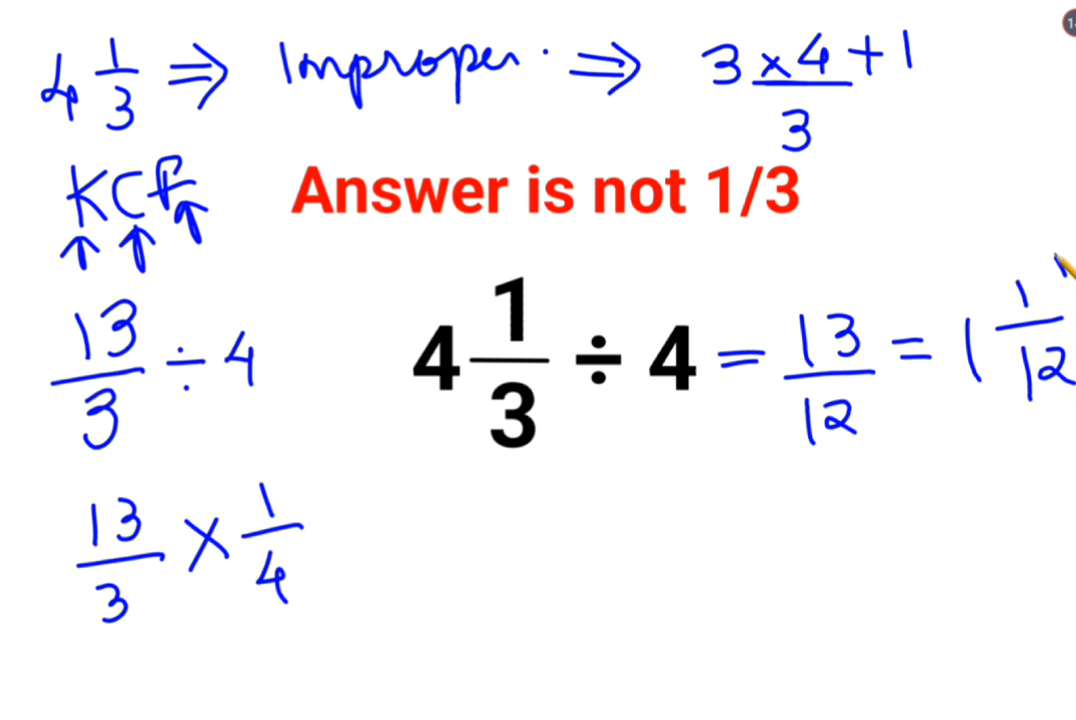 4 1/3 ⇒ Improper ⇒ 3 × 4 + 1 / 3
KCF
Answer is not 1/3
13/3 ÷ 4
4 1/3 ÷ 4 = 13/12 = 1 1/12
13/3 × 1/4